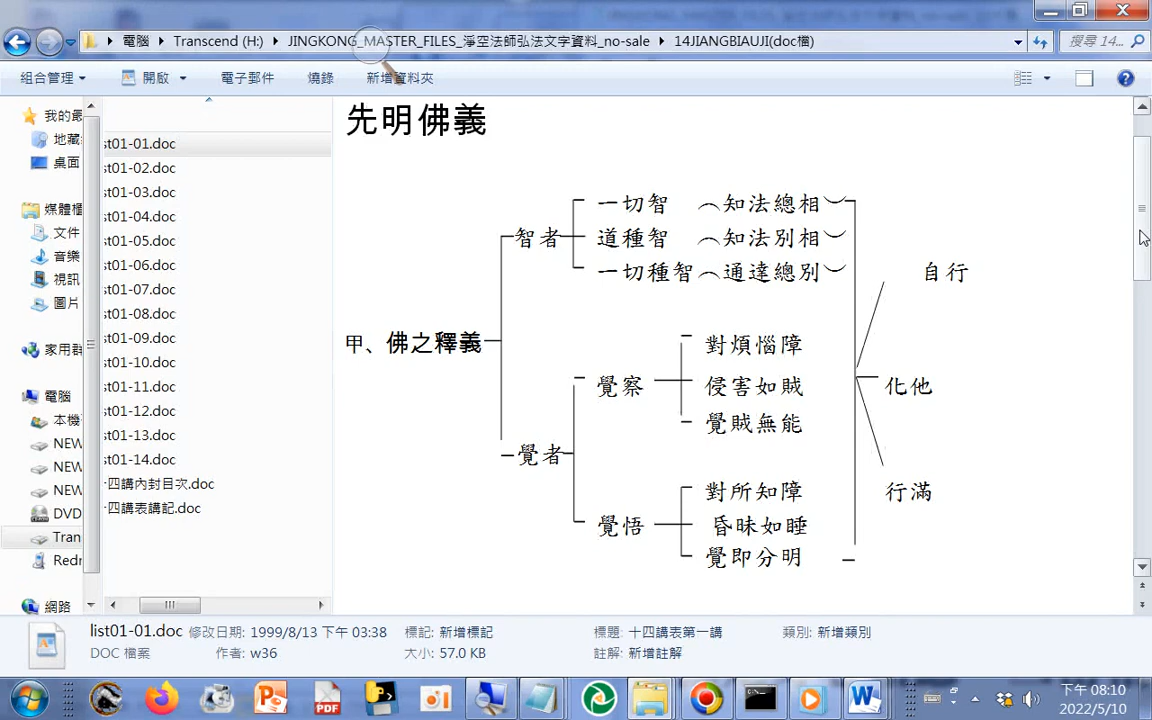 電腦 Transcend (H:) JINGKONG_MASTER_FILES_淨空法師弘法文字資料_no-sale 14JIANGBIAUJI(doc檔)
搜尋 14...
組合管理 開啟 電子郵件 燒錄 新增資料夾
我的最
地藏
桌面
媒體櫃
文件
音樂
視訊
圖片
家用群
電腦
本機
NEW
NEW
NEW
DVD
Tran
Redr
網路
st01-01.doc
st01-02.doc
st01-03.doc
st01-04.doc
st01-05.doc
st01-06.doc
st01-07.doc
st01-08.doc
st01-09.doc
st01-10.doc
st01-11.doc
st01-12.doc
st01-13.doc
st01-14.doc
四講內封目次.doc
四講表講記.doc
先明佛義
甲、佛之釋義
智者
一切智 (知法總相)
道種智 (知法別相)
一切種智(通達總別)
覺者
覺察
對煩惱障
侵害如賊
覺賊無能
覺悟
對所知障
昏昧如睡
覺即分明
自行
化他
行滿
list01-01.doc 修改日期: 1999/8/13 下午 03:38 標記: 新增標記 標題: 十四講表第一講 類別: 新增類別
DOC 檔案 作者: w36 大小: 57.0 KB 註解: 新增註解
下午 08:10
2022/5/10